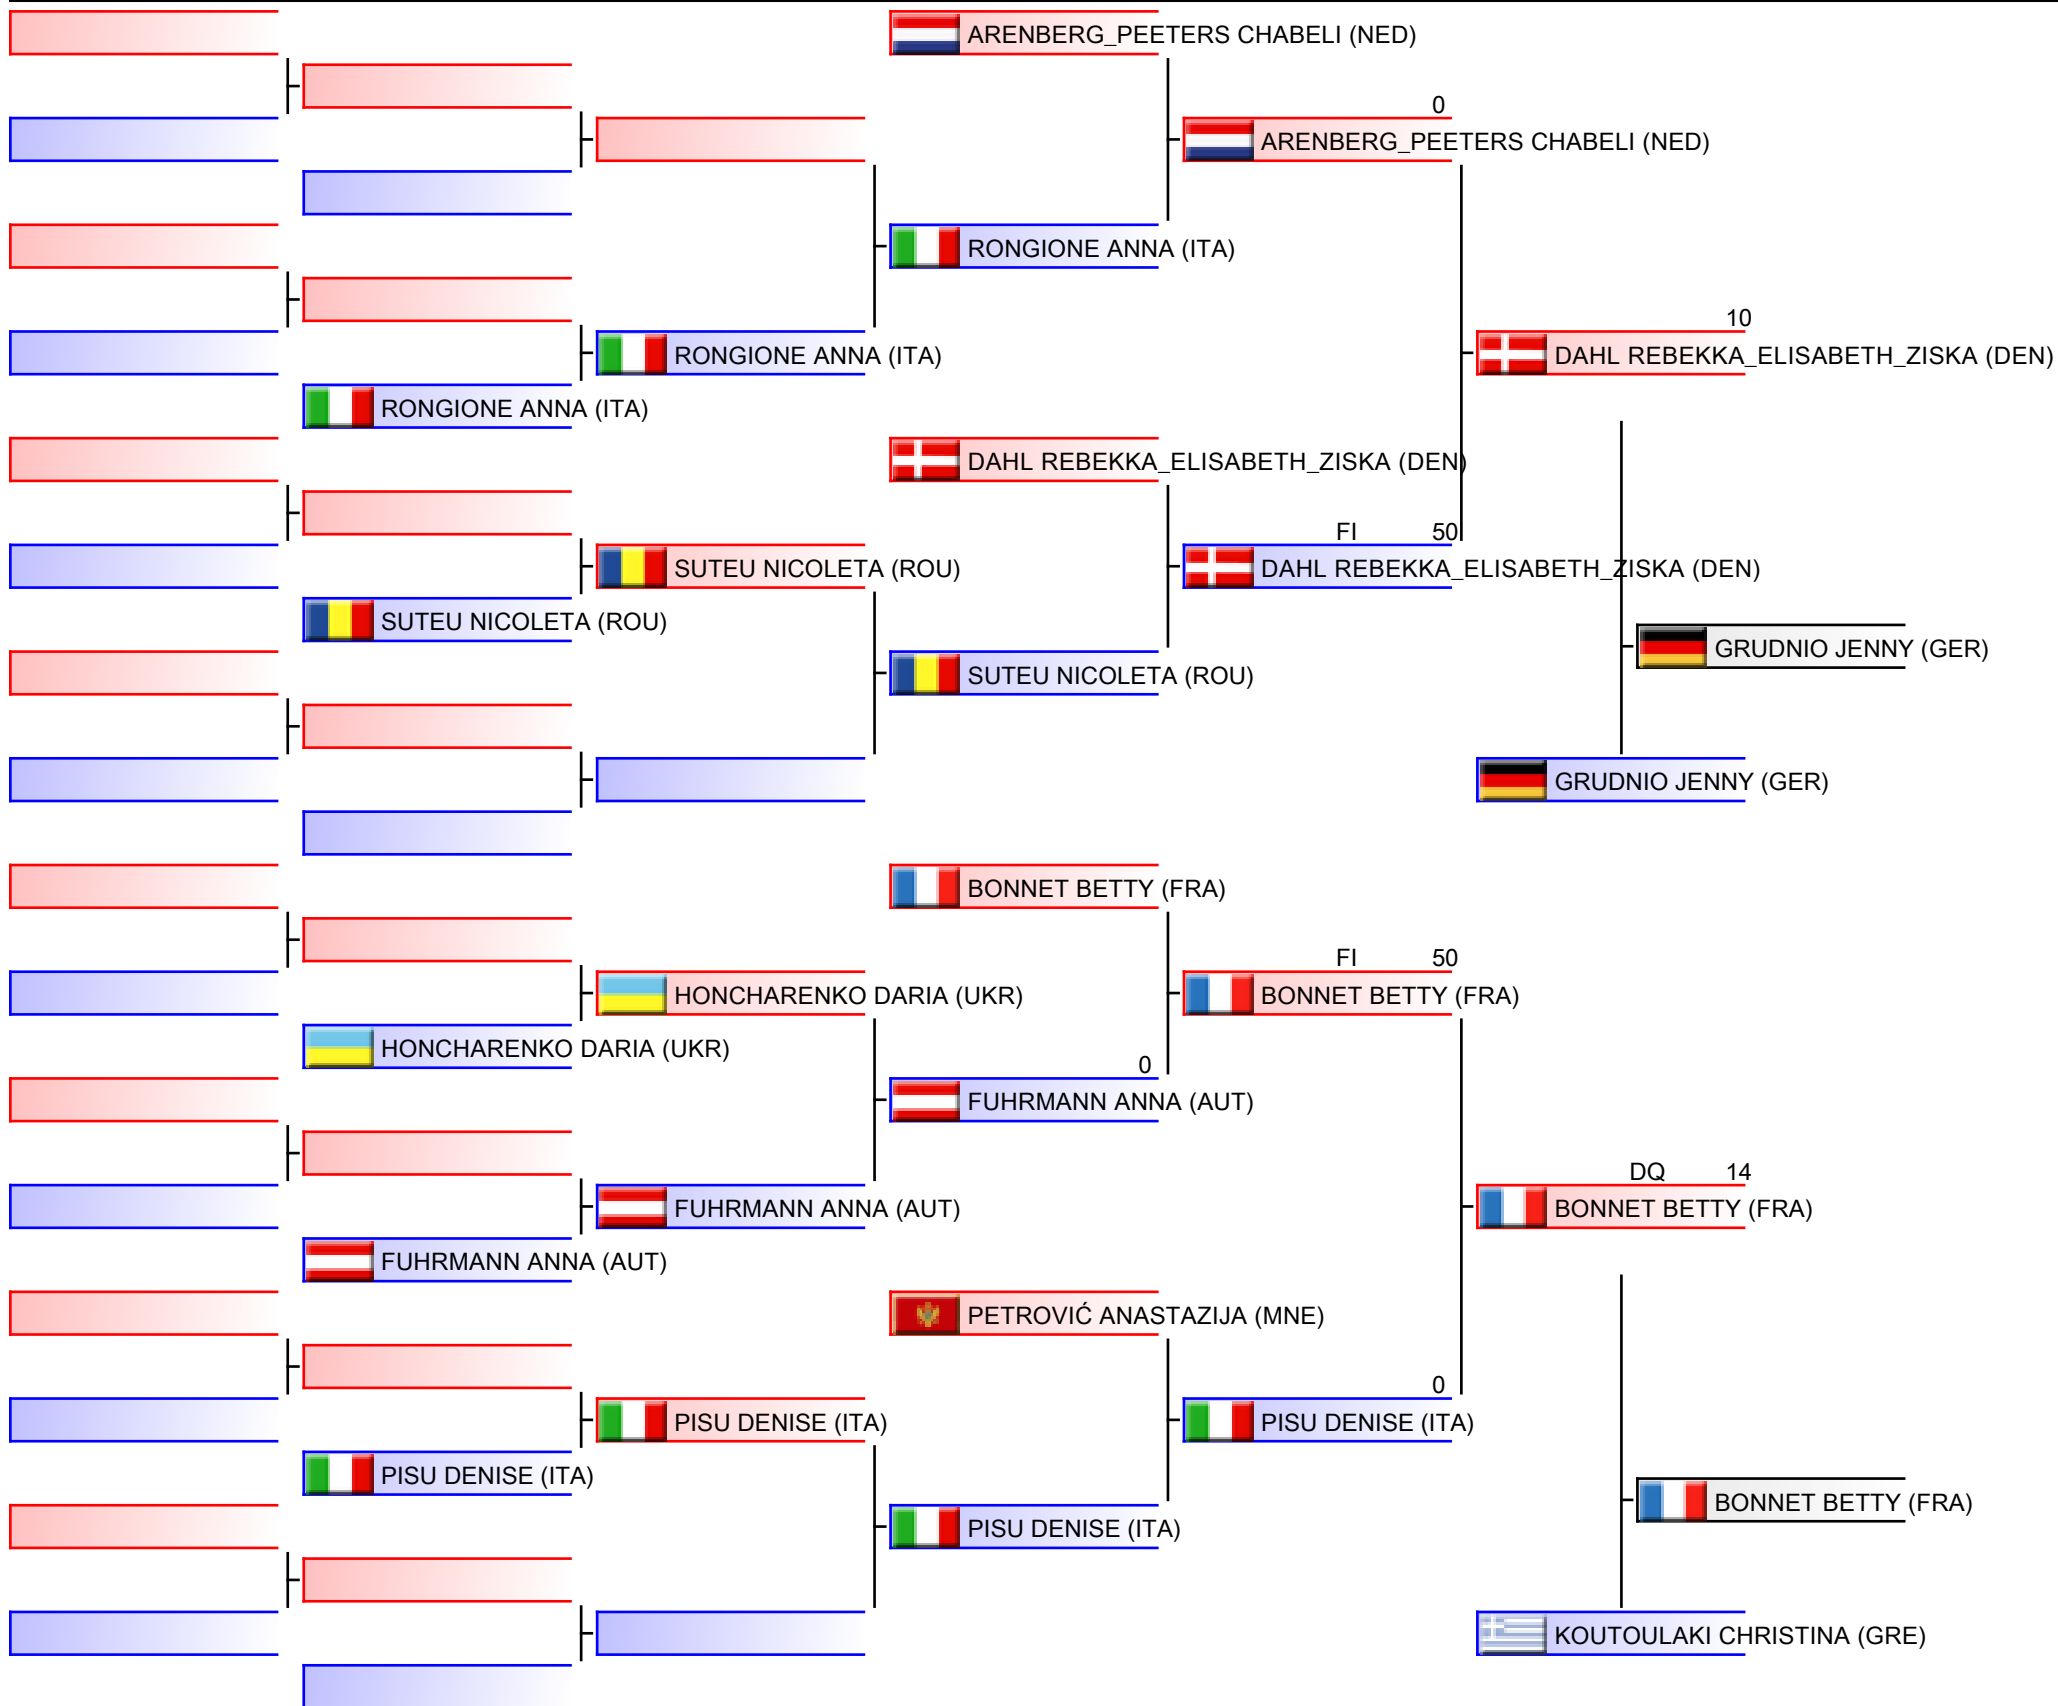 ARENBERG_PEETERS CHABELI (NED)
0
ARENBERG_PEETERS CHABELI (NED)
RONGIONE ANNA (ITA)
10
RONGIONE ANNA (ITA)
DAHL REBEKKA_ELISABETH_ZISKA (DEN)
RONGIONE ANNA (ITA)
DAHL REBEKKA_ELISABETH_ZISKA (DEN)
FI 50
SUTEU NICOLETA (ROU)
DAHL REBEKKA_ELISABETH_ZISKA (DEN)
SUTEU NICOLETA (ROU)
GRUDNIO JENNY (GER)
SUTEU NICOLETA (ROU)
GRUDNIO JENNY (GER)
BONNET BETTY (FRA)
FI 50
HONCHARENKO DARIA (UKR)
BONNET BETTY (FRA)
HONCHARENKO DARIA (UKR)
0
FUHRMANN ANNA (AUT)
DQ 14
FUHRMANN ANNA (AUT)
BONNET BETTY (FRA)
FUHRMANN ANNA (AUT)
PETROVIĆ ANASTAZIJA (MNE)
0
PISU DENISE (ITA)
PISU DENISE (ITA)
PISU DENISE (ITA)
BONNET BETTY (FRA)
PISU DENISE (ITA)
KOUTOULAKI CHRISTINA (GRE)